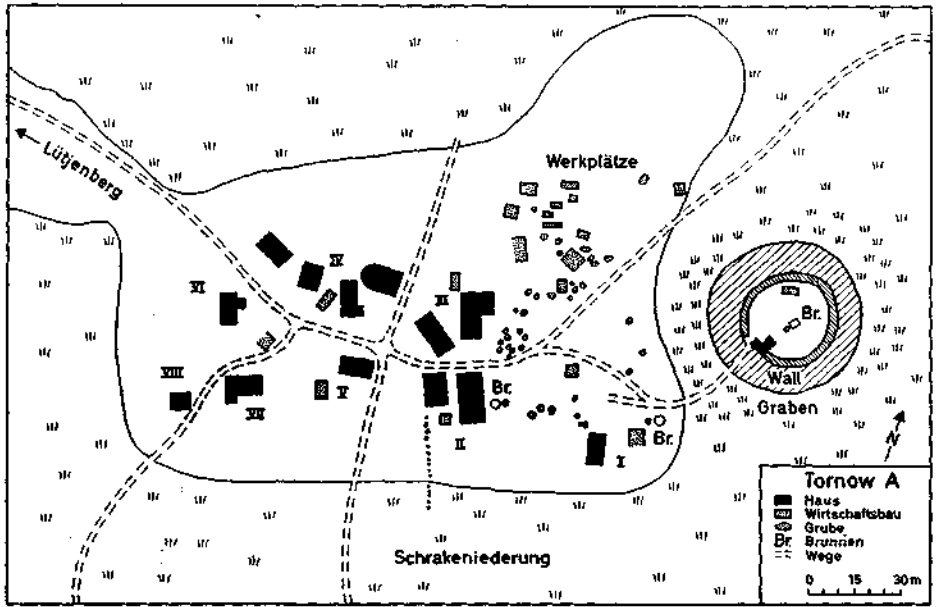 Werkplätze
Lütjenberg
IV
VI
III
Br.
VIII
V
Br.
Wall
VII
Graben
II
Br.
I
N
Schrakeniederung
Tornow A
Haus
Wirtschaftsbau
Grube
Br. Brunnen
Wege
0 15 30m